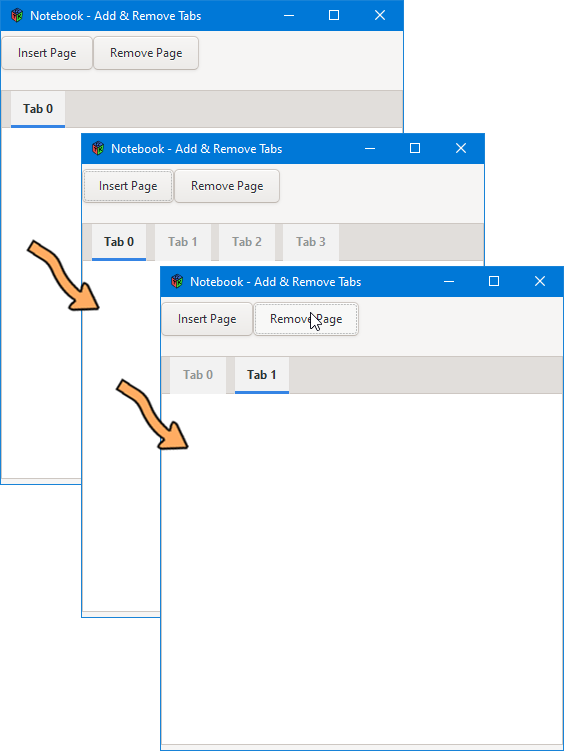 Notebook - Add & Remove Tabs
Insert Page Remove Page
Tab 0
Notebook - Add & Remove Tabs
Insert Page Remove Page
Tab 0 Tab 1 Tab 2 Tab 3
Notebook - Add & Remove Tabs
Insert Page Remove Page
Tab 0 Tab 1